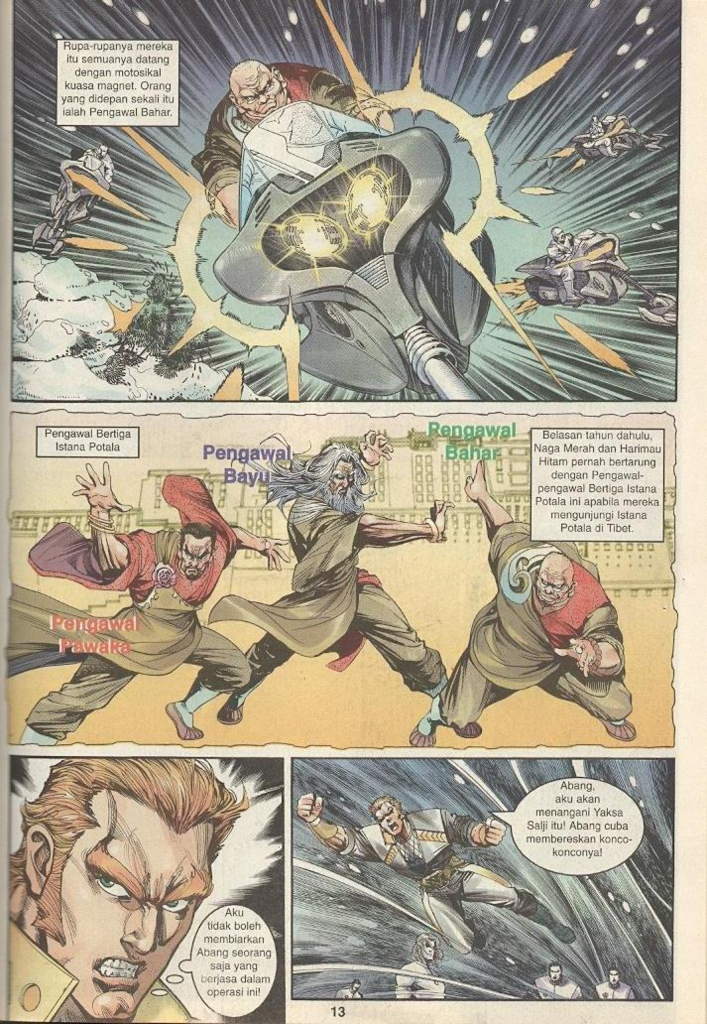 Rupa-rupanya mereka
itu semuanya datang
dengan motosikal
kuasa magnet. Orang
yang didepan sekali itu
ialah Pengawal Bahar.
Pengawal Bertiga
Istana Potala
Pengawal
Bayu
Pengawal
Bahar
Belasan tahun dahulu,
Naga Merah dan Harimau
Hitam pernah bertarung
dengan Pengawal-
pengawal Bertiga Istana
Potala ini apabila mereka
mengunjungi Istana
Potala di Tibet.
Pengawal
Pawaka
Aku
tidak boleh
membiarkan
Abang seorang
saja yang
berjasa dalam
operasi ini!
Abang,
aku akan
menangani Yaksa
Salji itu! Abang cuba
membereskan konco-
konconya!
13